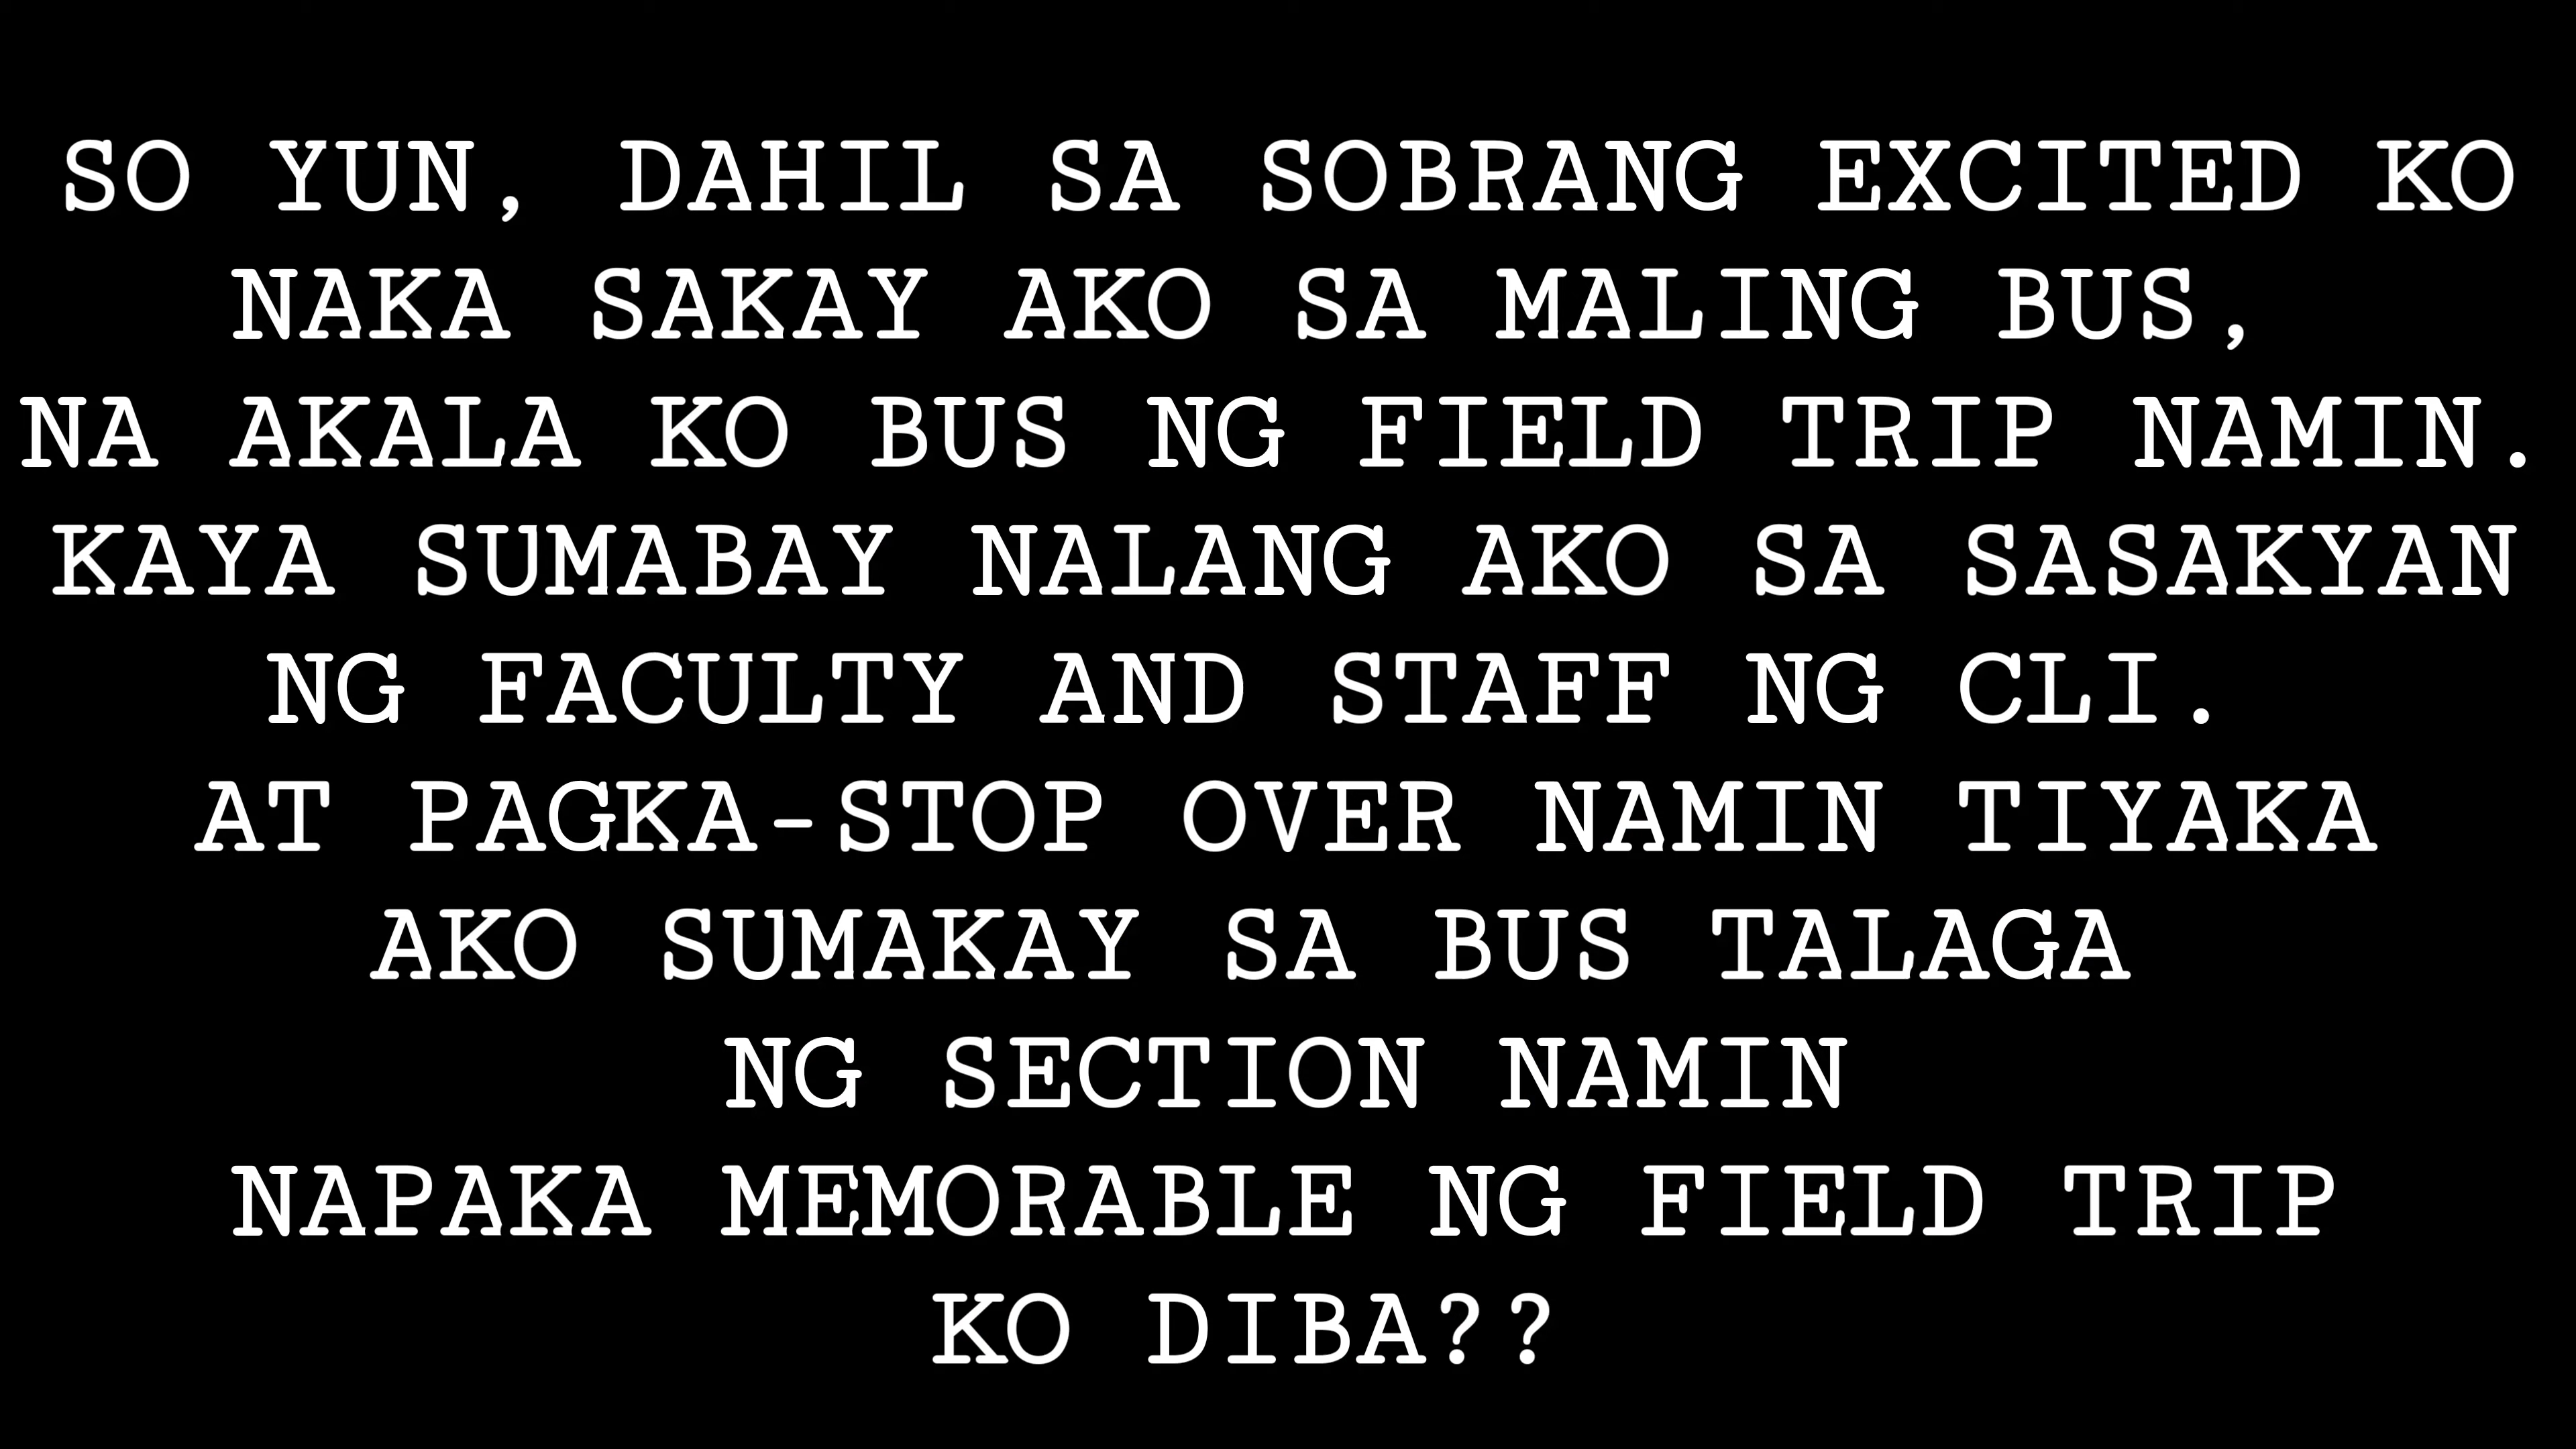 SO YUN, DAHIL SA SOBRANG EXCITED KO
NAKA SAKAY AKO SA MALING BUS,
NA AKALA KO BUS NG FIELD TRIP NAMIN.
KAYA SUMABAY NALANG AKO SA SASAKYAN
NG FACULTY AND STAFF NG CLI.
AT PAGKA-STOP OVER NAMIN TIYAKA
AKO SUMAKAY SA BUS TALAGA
NG SECTION NAMIN
NAPAKA MEMORABLE NG FIELD TRIP
KO DIBA??